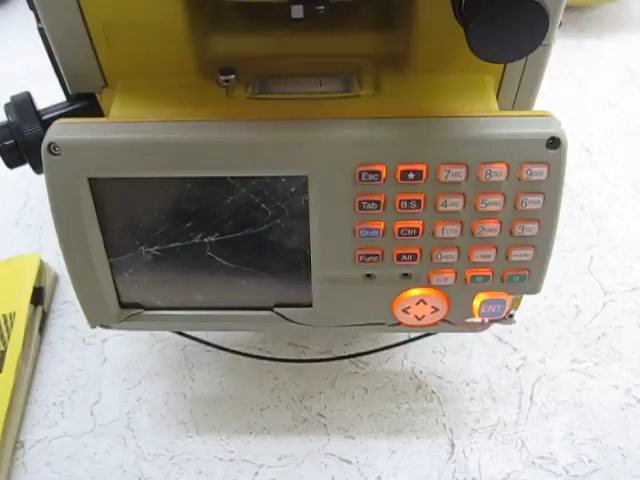 Esc ★ 7ABC 8DEF 9GHI
Tab B.S. 4JKL 5MNO 6PQR
Shift Ctrl 1STU 2VWX 3YZ
Func Alt 0
S.P.
ENT